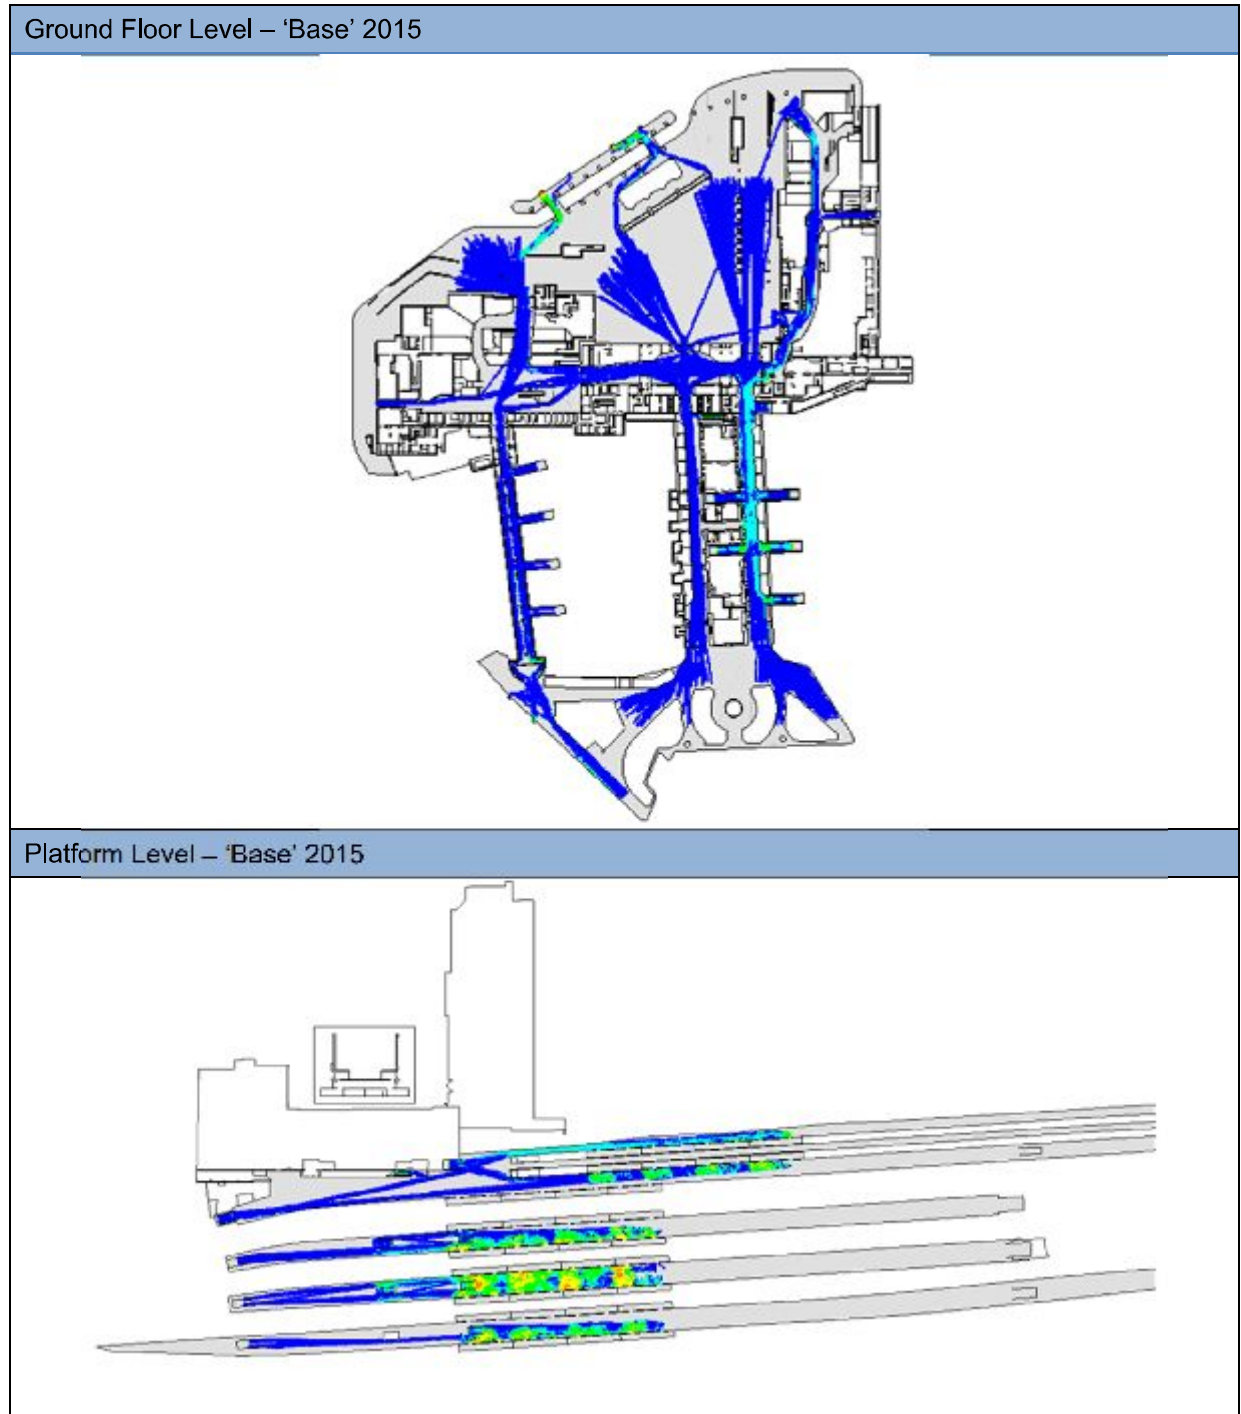 Ground Floor Level – ‘Base’ 2015
Platform Level – ‘Base’ 2015